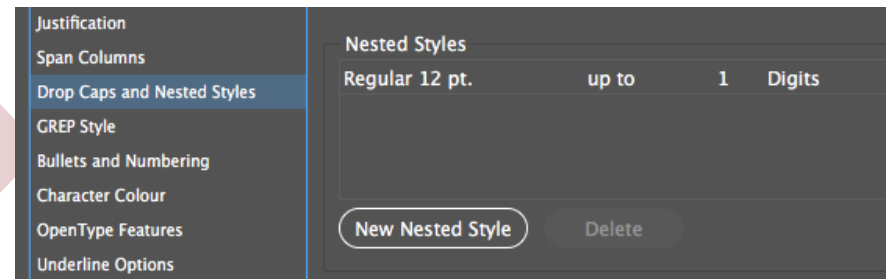 Justification
Span Columns
Drop Caps and Nested Styles
GREP Style
Bullets and Numbering
Character Colour
OpenType Features
Underline Options
Nested Styles
Regular 12 pt. up to 1 Digits
New Nested Style Delete